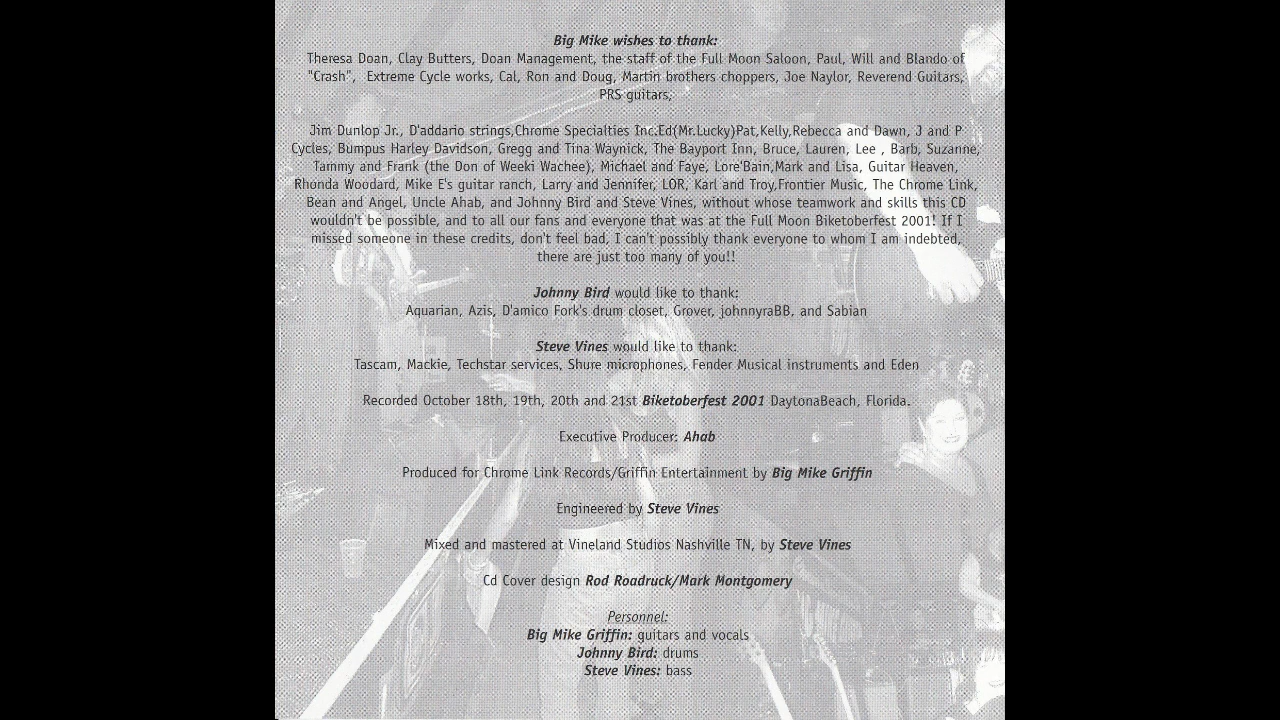 Big Mike wishes to thank:
Theresa Doan, Clay Butters, Doan Management, the staff of the Full Moon Saloon, Paul, Will and Blando of
"Crash",  Extreme Cycle works, Cal, Ron and Doug, Martin brothers choppers, Joe Naylor, Reverend Guitars,
PRS guitars,
Jim Dunlop Jr., D'addario strings,Chrome Specialties Inc.Ed(Mr.Lucky)Pat,Kelly,Rebecca and Dawn, J and P
Cycles, Bumpus Harley Davidson, Gregg and Tina Waynick, The Bayport Inn, Bruce, Lauren, Lee , Barb, Suzanne,
Tammy and Frank (the Don of Weeki Wachee), Michael and Faye, Lore'Bain,Mark and Lisa, Guitar Heaven,
Rhonda Woodard, Mike E's guitar ranch, Larry and Jennifer, LOR, Karl and Troy,Frontier Music, The Chrome Link,
Bean and Angel, Uncle Ahab, and Johnny Bird and Steve Vines, without whose teamwork and skills this CD
wouldn't be possible, and to all our fans and everyone that was at the Full Moon Biketoberfest 2001! If I
missed someone in these credits, don't feel bad, I can't possibly thank everyone to whom I am indebted,
there are just too many of you!!
Johnny Bird would like to thank:
Aquarian, Azis, D'amico Fork's drum closet, Grover, johnnyraBB, and Sabian
Steve Vines would like to thank:
Tascam, Mackie, Techstar services, Shure microphones, Fender Musical instruments and Eden
Recorded October 18th, 19th, 20th and 21st Biketoberfest 2001 DaytonaBeach, Florida.
Executive Producer: Ahab
Produced for Chrome Link Records/Griffin Entertainment by Big Mike Griffin
Engineered by Steve Vines
Mixed and mastered at Vineland Studios Nashville TN, by Steve Vines
Cd Cover design Rod Roadruck/Mark Montgomery
Personnel:
Big Mike Griffin: guitars and vocals
Johnny Bird: drums
Steve Vines: bass